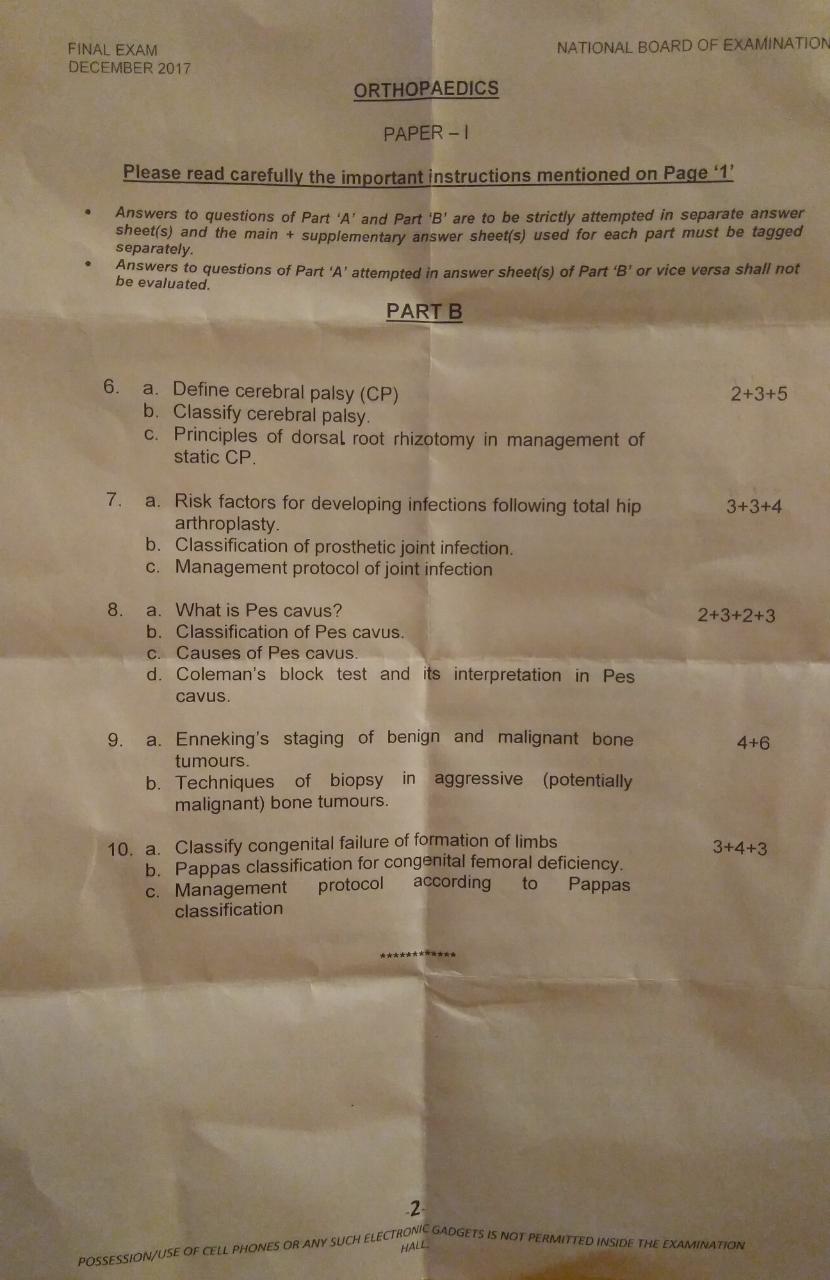 FINAL EXAM
NATIONAL BOARD OF EXAMINATION
DECEMBER 2017
ORTHOPAEDICS
PAPER – I
Please read carefully the important instructions mentioned on Page ‘1’
• Answers to questions of Part ‘A’ and Part ‘B’ are to be strictly attempted in separate answer
sheet(s) and the main + supplementary answer sheet(s) used for each part must be tagged
separately.
• Answers to questions of Part ‘A’ attempted in answer sheet(s) of Part ‘B’ or vice versa shall not
be evaluated.
PART B
6. a. Define cerebral palsy (CP) 2+3+5
b. Classify cerebral palsy.
c. Principles of dorsal root rhizotomy in management of
static CP.
7. a. Risk factors for developing infections following total hip 3+3+4
arthroplasty.
b. Classification of prosthetic joint infection.
c. Management protocol of joint infection
8. a. What is Pes cavus? 2+3+2+3
b. Classification of Pes cavus.
c. Causes of Pes cavus.
d. Coleman’s block test and its interpretation in Pes
cavus.
9. a. Enneking’s staging of benign and malignant bone 4+6
tumours.
b. Techniques of biopsy in aggressive (potentially
malignant) bone tumours.
10. a. Classify congenital failure of formation of limbs 3+4+3
b. Pappas classification for congenital femoral deficiency.
c. Management protocol according to Pappas
classification
************
-2-
POSSESSION/USE OF CELL PHONES OR ANY SUCH ELECTRONIC GADGETS IS NOT PERMITTED INSIDE THE EXAMINATION
HALL.